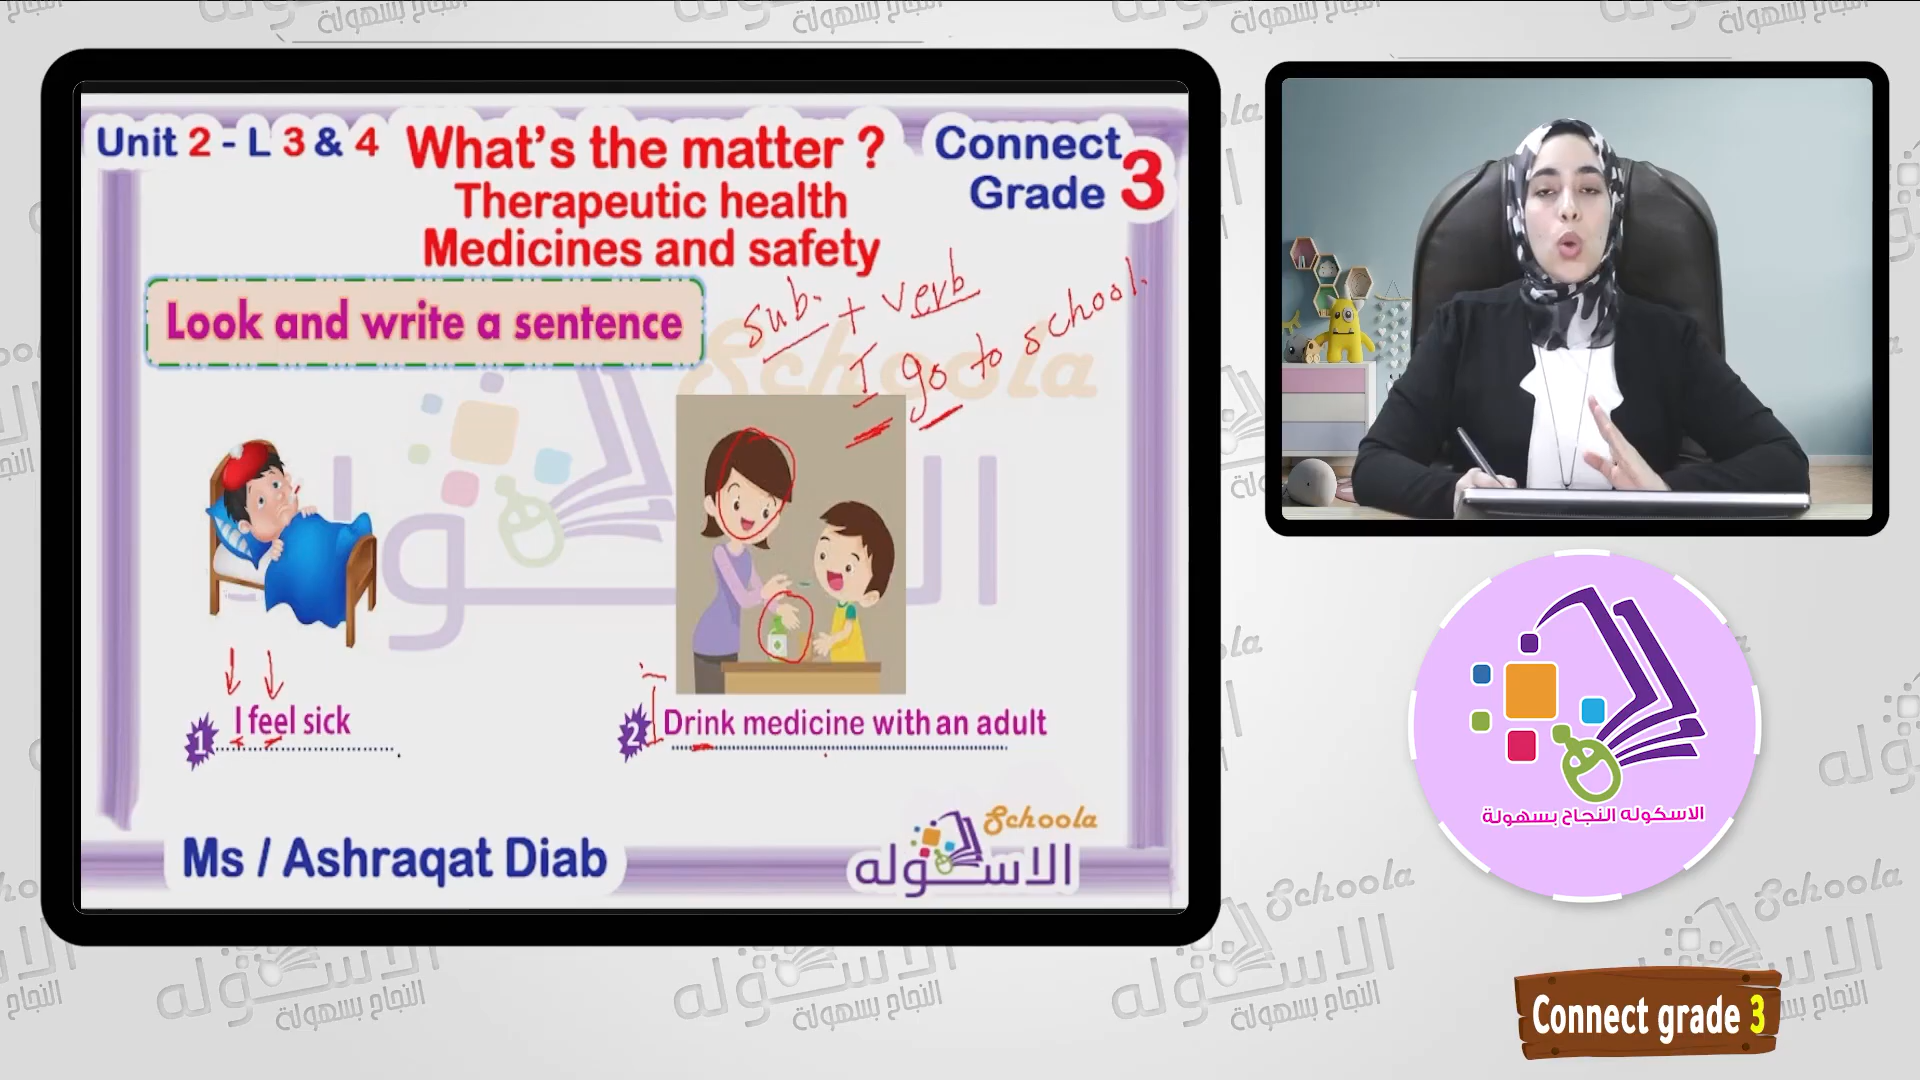 Unit 2 - L 3 & 4
What's the matter ?
Therapeutic health
Medicines and safety
Connect
Grade 3
Look and write a sentence
sub. + verb
I go to school.
1 I feel sick
2 I Drink medicine with an adult
Ms / Ashraqat Diab
Schoola
الاسكوله
الاسكوله النجاح بسهولة
Connect grade 3